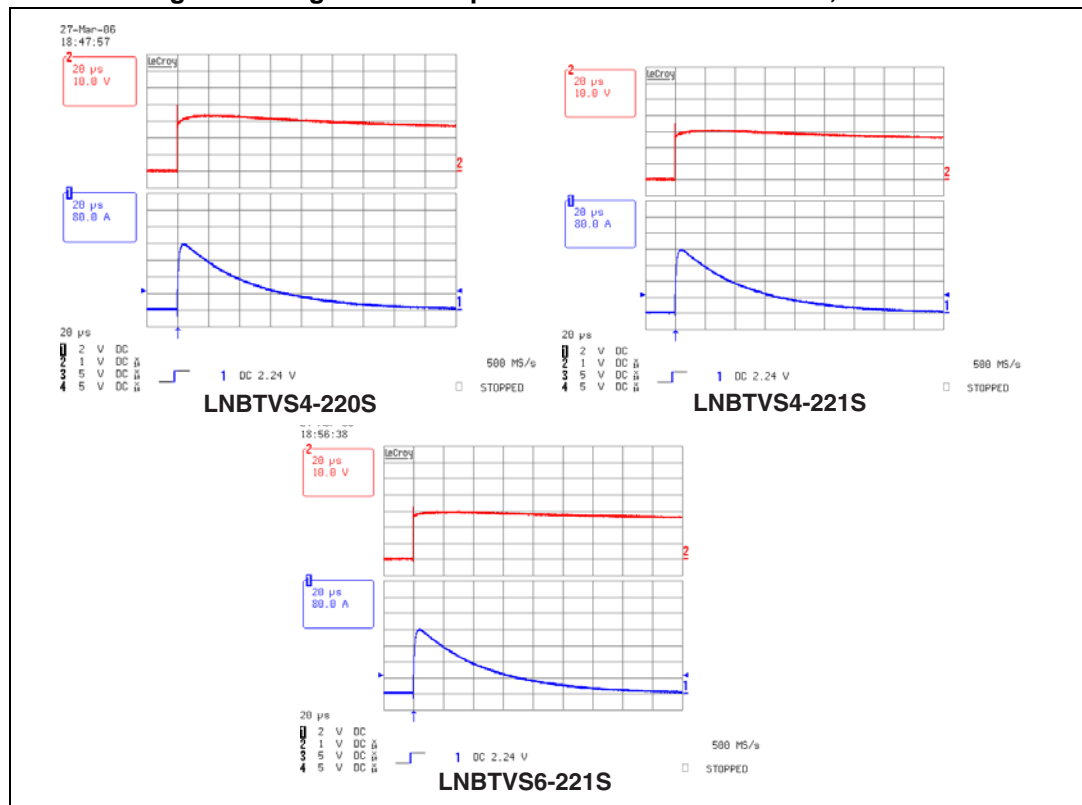 27-Mar-06
18:47:57
2
20 µs
10.0 V
LeCroy
2
1
20 µs
80.0 A
1
20 µs
1 2 V DC
2 1 V DC
3 5 V DC
4 5 V DC
1 DC 2.24 V
500 MS/s
STOPPED
LNBTVS4-220S
2
20 µs
10.0 V
LeCroy
2
1
20 µs
80.0 A
1
20 µs
1 2 V DC
2 1 V DC
3 5 V DC
4 5 V DC
1 DC 2.24 V
500 MS/s
STOPPED
LNBTVS4-221S
18:56:38
2
20 µs
10.0 V
LeCroy
2
1
20 µs
80.0 A
1
20 µs
1 2 V DC
2 1 V DC
3 5 V DC
4 5 V DC
1 DC 2.24 V
500 MS/s
STOPPED
LNBTVS6-221S